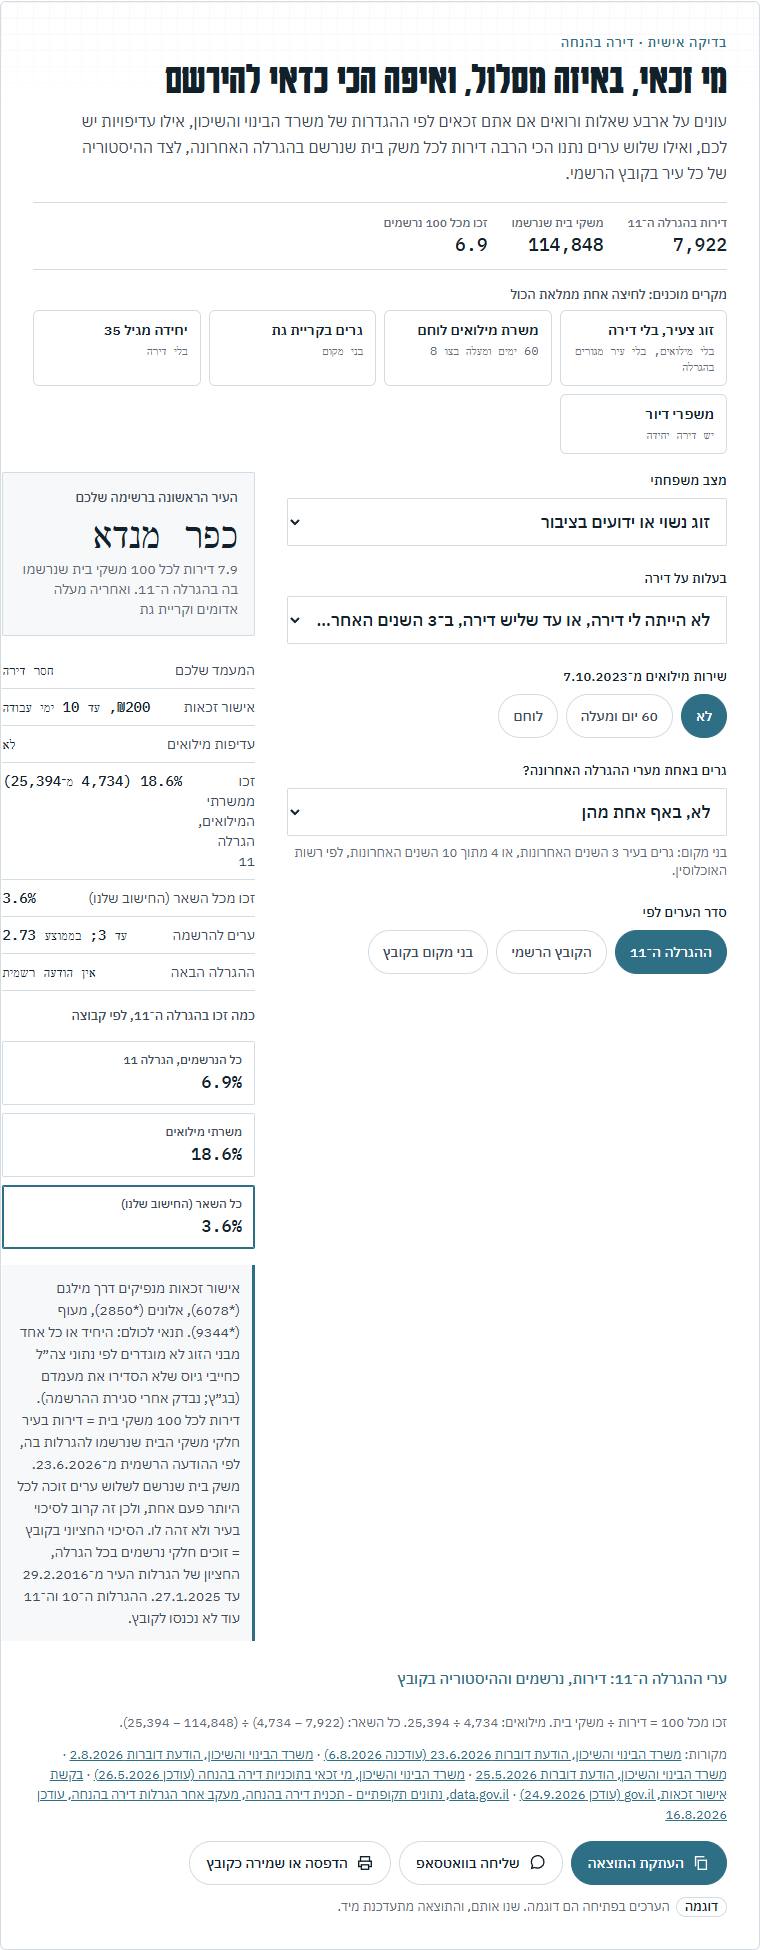 בדיקה אישית · דירה בהנחה
מי זכאי, באיזה מסלול, ואיפה הכי כדאי להירשם
עונים על ארבע שאלות ורואים אם אתם זכאים לפי ההגדרות של משרד הבינוי והשיכון, אילו עדיפויות יש
לכם, ואילו שלוש ערים נתנו הכי הרבה דירות לכל משק בית שנרשם בהגרלה האחרונה, לצד ההיסטוריה
של כל עיר בקובץ הרשמי.
דירות בהגרלה ה־11
7,922
משקי בית שנרשמו
114,848
זכו מכל 100 נרשמים
6.9
מקרים מוכנים: לחיצה אחת ממלאת הכול
זוג צעיר, בלי דירה
בלי מילואים, בלי עיר מגורים
בהגרלה
משרת מילואים לוחם
60 ימים ומעלה בצו 8
גרים בקריית גת
בני מקום
יחידה מגיל 35
בלי דירה
משפרי דיור
יש דירה יחידה
מצב משפחתי
זוג נשוי או ידועים בציבור
בעלות על דירה
לא הייתה לי דירה, או עד שליש דירה, ב־3 השנים האחר...
שירות מילואים מ־7.10.2023
לא
60 יום ומעלה
לוחם
גרים באחת מערי ההגרלה האחרונה?
לא, באף אחת מהן
בני מקום: גרים בעיר 3 השנים האחרונות, או 4 מתוך 10 השנים האחרונות, לפי רשות
האוכלוסין.
סדר הערים לפי
ההגרלה ה־11
הקובץ הרשמי
בני מקום בקובץ
העיר הראשונה ברשימה שלכם
כפר מנדא
7.9 דירות לכל 100 משקי בית שנרשמו
בה בהגרלה ה־11. ואחריה מעלה
אדומים וקריית גת
המעמד שלכם
חסר דירה
אישור זכאות
200₪, עד 10 ימי עבודה
עדיפות מילואים
לא
זכו
ממשרתי
המילואים,
הגרלה
11
18.6% (4,734 מ־25,394)
זכו מכל השאר (החישוב שלנו)
3.6%
ערים להרשמה
עד 3; בממוצע 2.73
ההגרלה הבאה
אין הודעה רשמית
כמה זכו בהגרלה ה־11, לפי קבוצה
כל הנרשמים, הגרלה 11
6.9%
משרתי מילואים
18.6%
כל השאר (החישוב שלנו)
3.6%
אישור זכאות מנפיקים דרך מילגם
(6078*), אלונים (2850*), מעוף
(9344*). תנאי לכולם: היחיד או כל אחד
מבני הזוג לא מוגדרים לפי נתוני צה״ל
כחייבי גיוס שלא הסדירו את מעמדם
(בג״ץ; נבדק אחרי סגירת ההרשמה).
דירות לכל 100 משקי בית = דירות בעיר
חלקי משקי הבית שנרשמו להגרלות בה,
לפי ההודעה הרשמית מ־23.6.2026.
משק בית שנרשם לשלוש ערים זוכה לכל
היותר פעם אחת, ולכן זה קרוב לסיכוי
בעיר ולא זהה לו. הסיכוי החציוני בקובץ
= זוכים חלקי נרשמים בכל הגרלה,
החציון של הגרלות העיר מ־29.2.2016
עד 27.1.2025. ההגרלות ה־10 וה־11
עוד לא נכנסו לקובץ.
ערי ההגרלה ה־11: דירות, נרשמים וההיסטוריה בקובץ
זכו מכל 100 = דירות ÷ משקי בית. מילואים: 4,734 ÷ 25,394. כל השאר: (7,922 − 4,734) ÷ (114,848 − 25,394).
מקורות: משרד הבינוי והשיכון, הודעת דוברות 23.6.2026 (עודכנה 6.8.2026) · משרד הבינוי והשיכון, הודעת דוברות 2.8.2026 ·
משרד הבינוי והשיכון, הודעת דוברות 25.5.2026 · משרד הבינוי והשיכון, מי זכאי בתוכניות דירה בהנחה (עודכן 26.5.2026) · בקשת
אישור זכאות, gov.il (עודכן 24.9.2026) · data.gov.il, נתונים תקופתיים - תכנית דירה בהנחה, מעקב אחר הגרלות דירה בהנחה, עודכן
16.8.2026
העתקת התוצאה
שליחה בוואטסאפ
הדפסה או שמירה כקובץ
דוגמה
הערכים בפתיחה הם דוגמה. שנו אותם, והתוצאה מתעדכנת מיד.